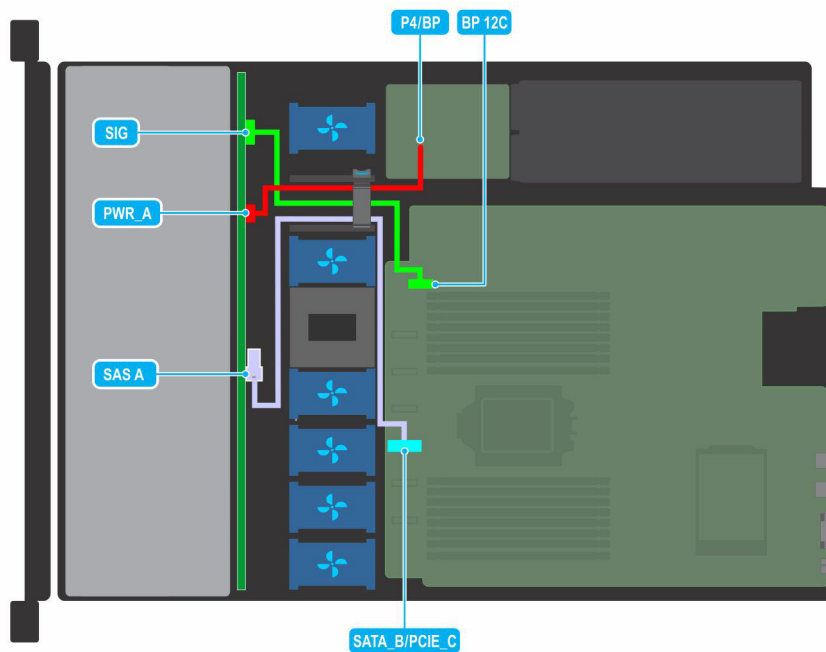 P4/BP
BP 12C
SIG
PWR_A
SAS A
SATA_B/PCIE_C